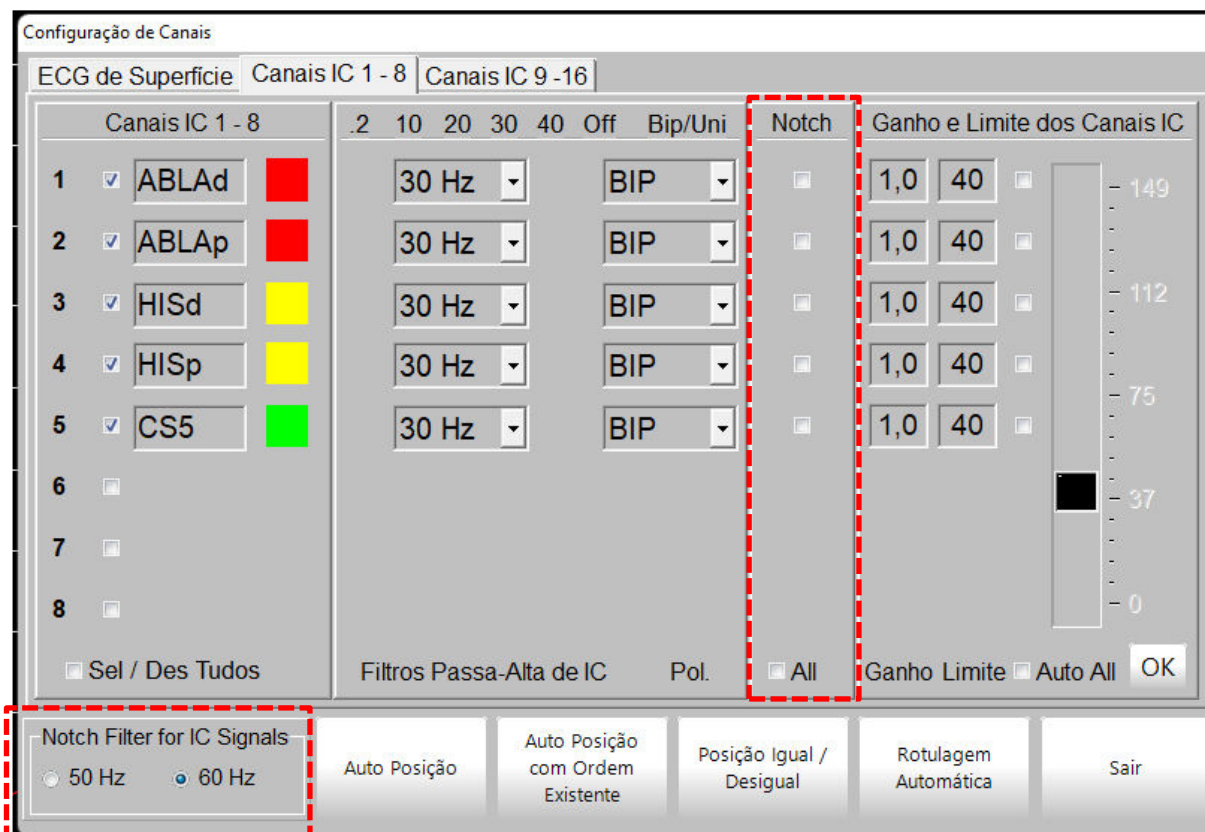 Configuração de Canais
ECG de Superfície Canais IC 1 - 8 Canais IC 9 -16
Canais IC 1 - 8 .2 10 20 30 40 Off Bip/Uni Notch Ganho e Limite dos Canais IC
1 ABLAd 30 Hz BIP 1,0 40 149
2 ABLAp 30 Hz BIP 1,0 40
3 HISd 30 Hz BIP 1,0 40 112
4 HISp 30 Hz BIP 1,0 40
5 CS5 30 Hz BIP 1,0 40 75
6
37
7
8 0
Sel / Des Tudos Filtros Passa-Alta de IC Pol. All Ganho Limite Auto All OK
Notch Filter for IC Signals
50 Hz 60 Hz
Auto Posição
Auto Posição
com Ordem
Existente
Posição Igual /
Desigual
Rotulagem
Automática
Sair